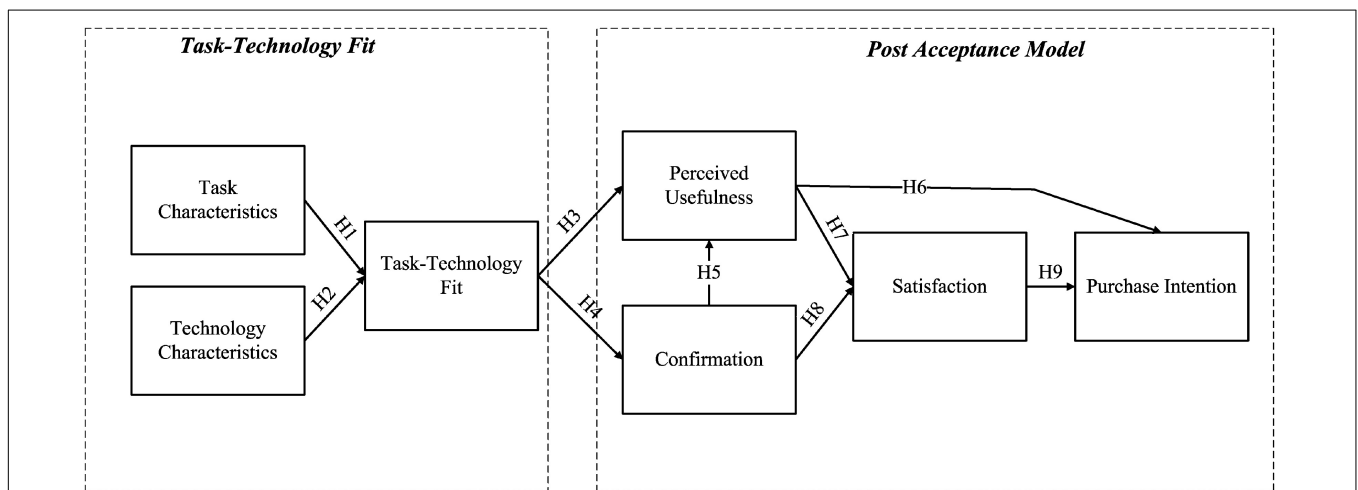 Task-Technology Fit
Post Acceptance Model
Task
Characteristics
H1
H2
Technology
Characteristics
Task-Technology
Fit
H3
H4
Perceived
Usefulness
H5
Confirmation
H6
H7
H8
Satisfaction
H9
Purchase Intention